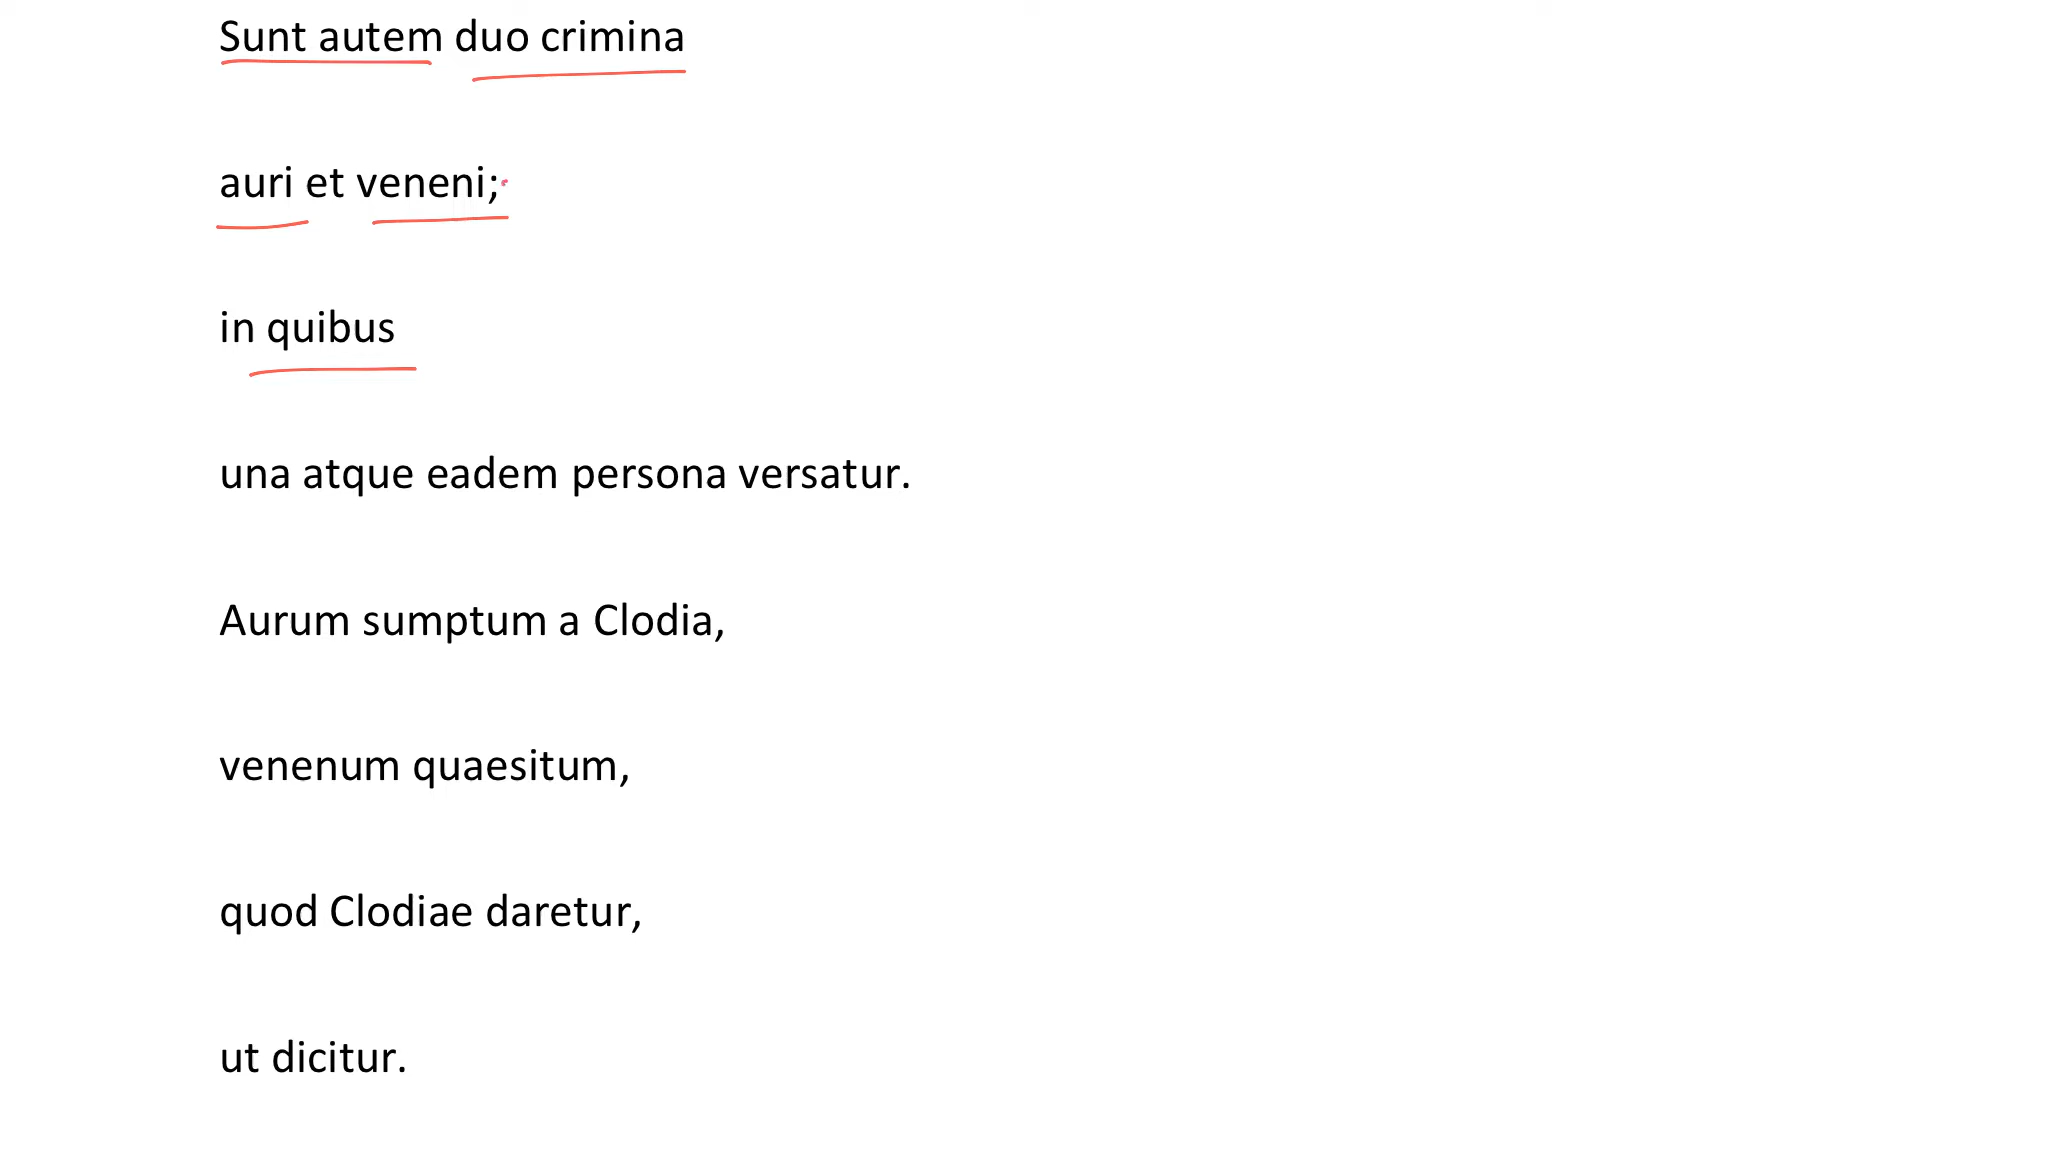 Sunt autem duo crimina
auri et veneni;
in quibus
una atque eadem persona versatur.
Aurum sumptum a Clodia,
venenum quaesitum,
quod Clodiae daretur,
ut dicitur.